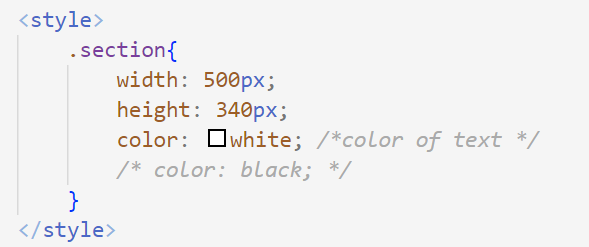 <style>
.section{
width: 500px;
height: 340px;
color: white; /*color of text */
/* color: black; */
}
</style>